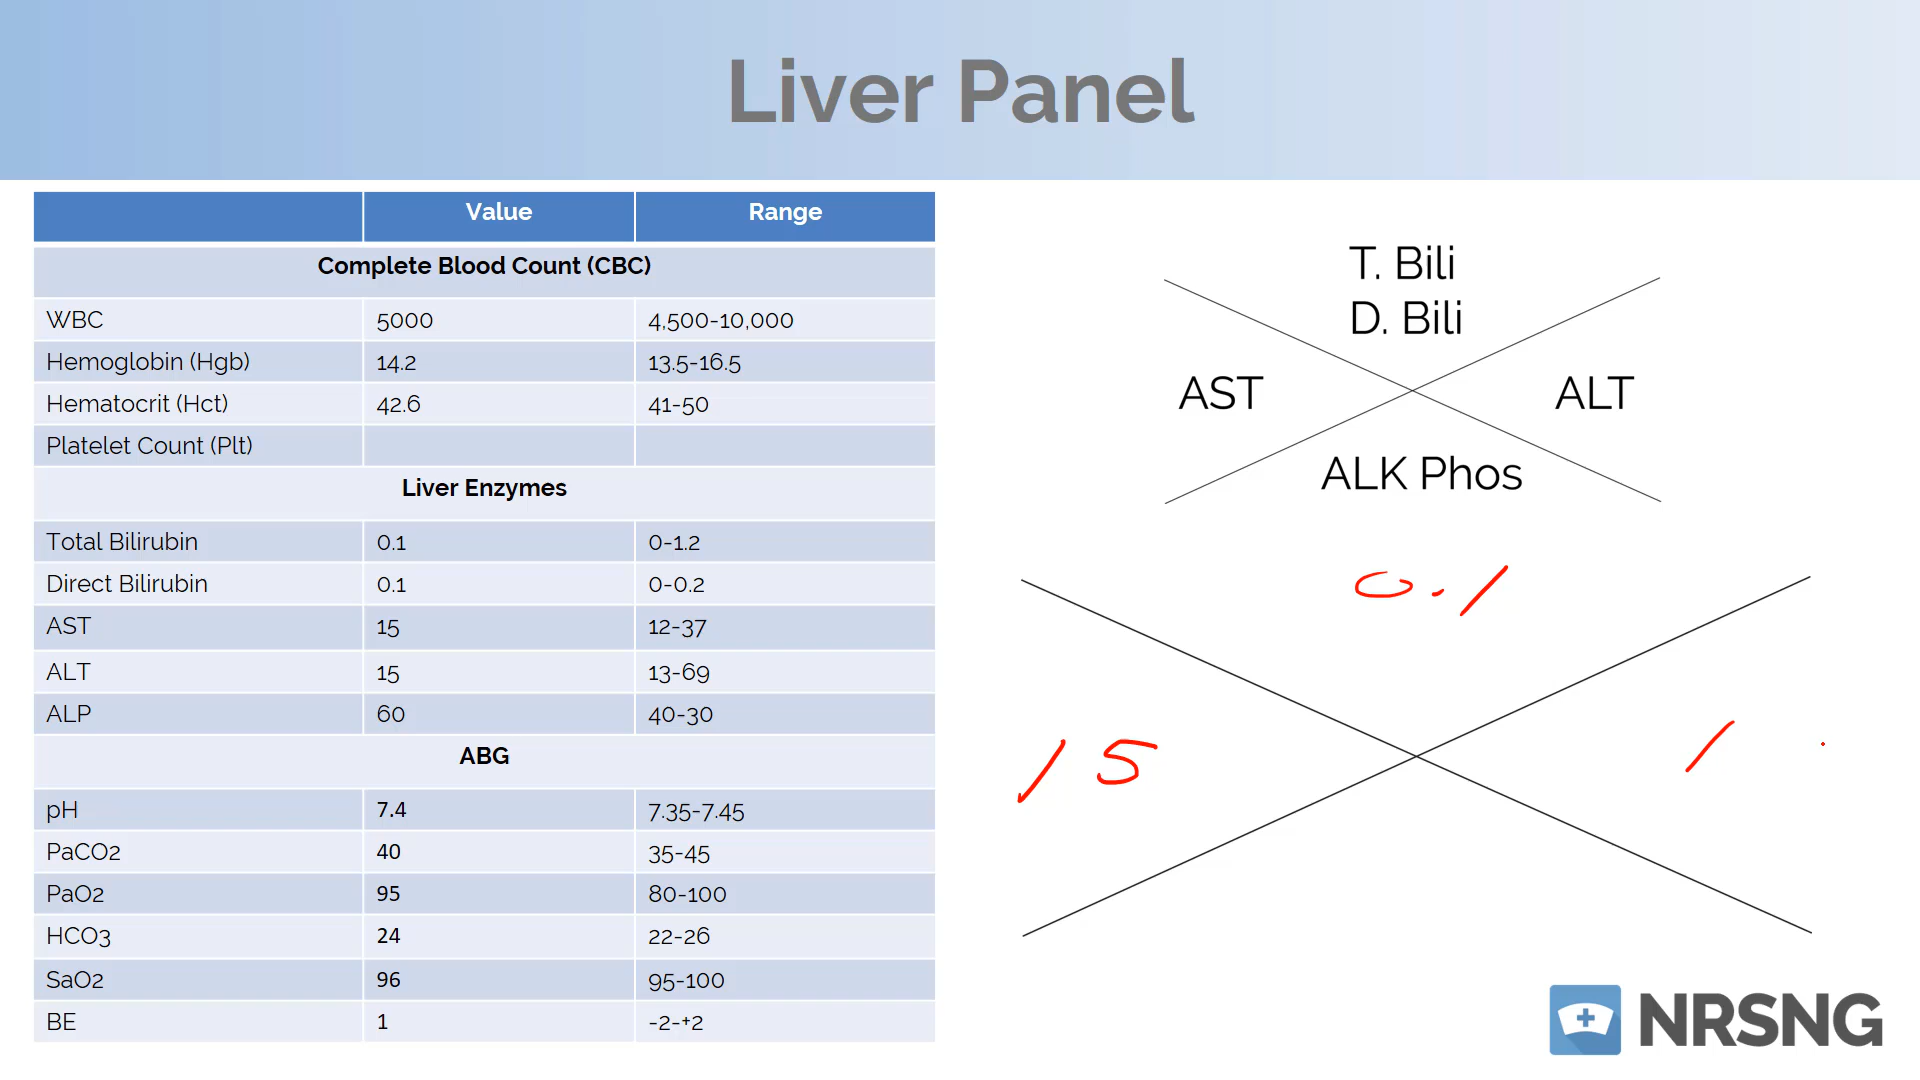 Liver Panel
Value Range
Complete Blood Count (CBC)
WBC 5000 4,500-10,000
Hemoglobin (Hgb) 14.2 13.5-16.5
Hematocrit (Hct) 42.6 41-50
Platelet Count (Plt)
Liver Enzymes
Total Bilirubin 0.1 0-1.2
Direct Bilirubin 0.1 0-0.2
AST 15 12-37
ALT 15 13-69
ALP 60 40-30
ABG
pH 7.4 7.35-7.45
PaCO2 40 35-45
PaO2 95 80-100
HCO3 24 22-26
SaO2 96 95-100
BE 1 -2-+2
T. Bili
D. Bili
AST ALT
ALK Phos
0.1
15 1
NRSNG